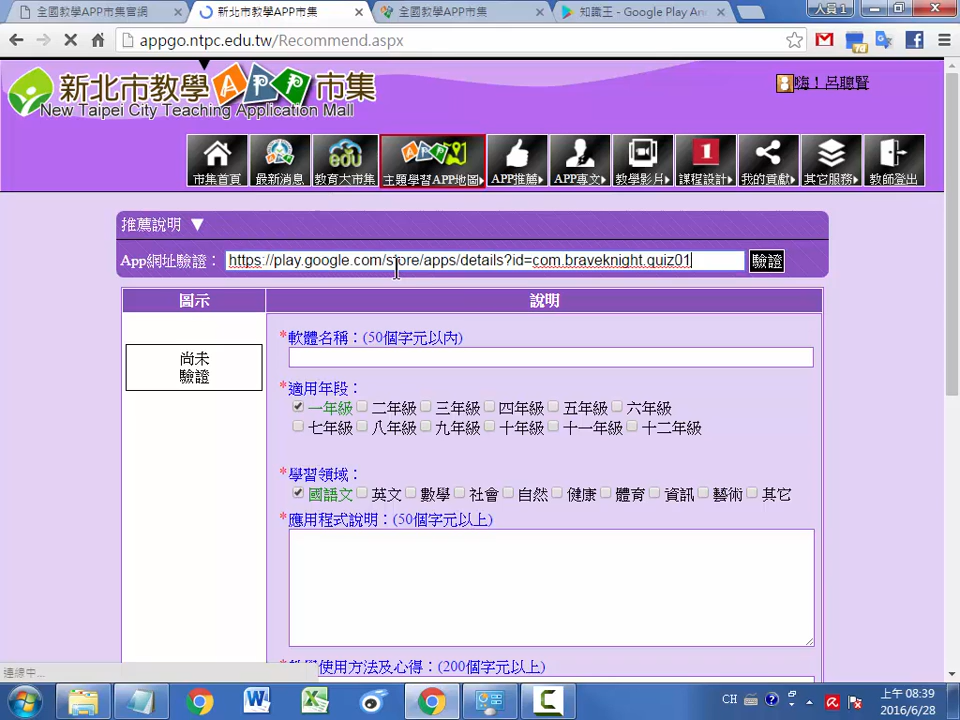 全國教學APP市集官網
新北市教學APP市集
全國教學APP市集
知識王 - Google Play An
人員 1
appgo.ntpc.edu.tw/Recommend.aspx
7d
新北市教學APP市集
New Taipei City Teaching Application Mall
嗨！呂聰賢
市集首頁
最新消息
edu
教育大市集
APP
主題學習APP地圖
APP推薦
APP專文
教學影片
1
課程設計
我的貢獻
其它服務
教師登出
推薦說明 ▼
App網址驗證： https://play.google.com/store/apps/details?id=com.braveknight.quiz01 驗證
圖示 說明
尚未
驗證
*軟體名稱：(50個字元以內)
*適用年段：
一年級 二年級 三年級 四年級 五年級 六年級
七年級 八年級 九年級 十年級 十一年級 十二年級
*學習領域：
國語文 英文 數學 社會 自然 健康 體育 資訊 藝術 其它
*應用程式說明：(50個字元以上)
*教學使用方法及心得：(200個字元以上)
連線中...
CH
上午 08:39
2016/6/28